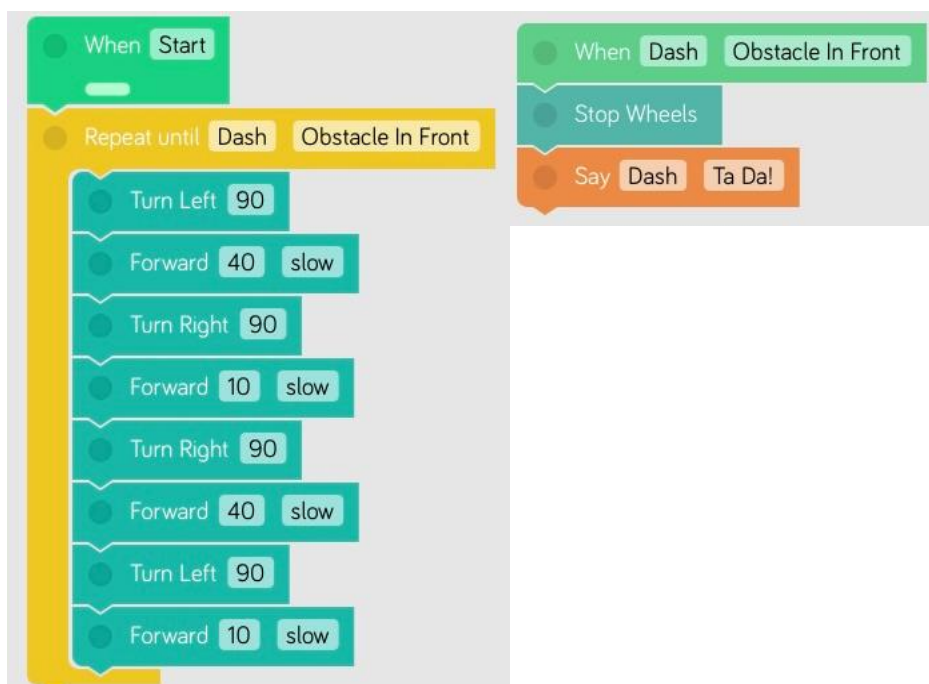 When Start
Repeat until Dash Obstacle In Front
Turn Left 90
Forward 40 slow
Turn Right 90
Forward 10 slow
Turn Right 90
Forward 40 slow
Turn Left 90
Forward 10 slow
When Dash Obstacle In Front
Stop Wheels
Say Dash Ta Da!